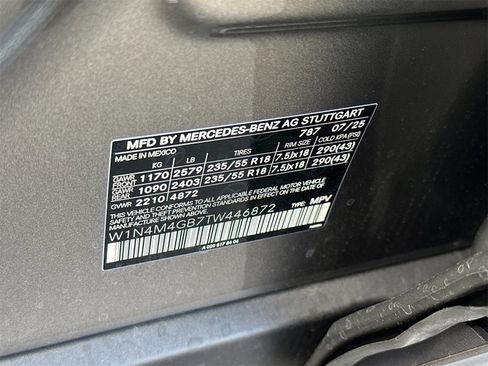 MFD BY MERCEDES-BENZ AG STUTTGART
MADE IN MEXICO 787 07/25
KG LB TIRES RIM SIZE COLD KPA(PSI)
GAWR FRONT 1170 2579 235/55 R18 7.5Jx18 290(43)
GAWR REAR 1090 2403 235/55 R18 7.5Jx18 290(43)
GVWR 2210 4872
THIS VEHICLE CONFORMS TO ALL APPLICABLE FEDERAL MOTOR VEHICLE
SAFETY, BUMPER, AND THEFT PREVENTION STANDARDS IN EFFECT
ON THE DATE OF MANUFACTURE SHOWN ABOVE.
W1N4M4GB7TW446872 TYPE: MPV